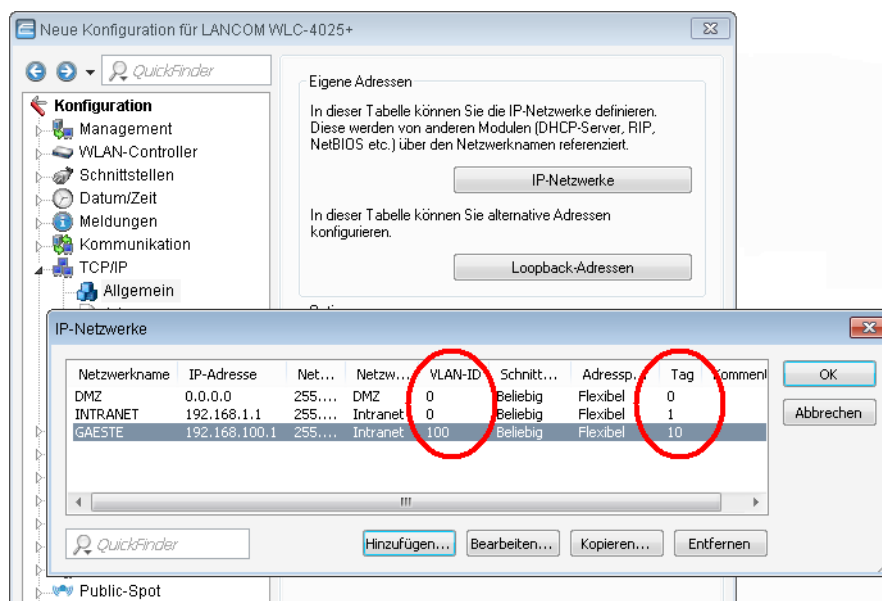 Neue Konfiguration für LANCOM WLC-4025+
QuickFinder
Konfiguration
Management
WLAN-Controller
Schnittstellen
Datum/Zeit
Meldungen
Kommunikation
TCP/IP
Allgemein
Eigene Adressen
In dieser Tabelle können Sie die IP-Netzwerke definieren.
Diese werden von anderen Modulen (DHCP-Server, RIP,
NetBIOS etc.) über den Netzwerknamen referenziert.
IP-Netzwerke
In dieser Tabelle können Sie alternative Adressen
konfigurieren.
Loopback-Adressen
IP-Netzwerke
Netzwerkname IP-Adresse Net... Netzw... VLAN-ID Schnitt... Adressp... Tag Komment
DMZ 0.0.0.0 255.... DMZ 0 Beliebig Flexibel 0
INTRANET 192.168.1.1 255.... Intranet 0 Beliebig Flexibel 1
GAESTE 192.168.100.1 255.... Intranet 100 Beliebig Flexibel 10
OK
Abbrechen
QuickFinder
Hinzufügen... Bearbeiten... Kopieren... Entfernen
Public-Spot